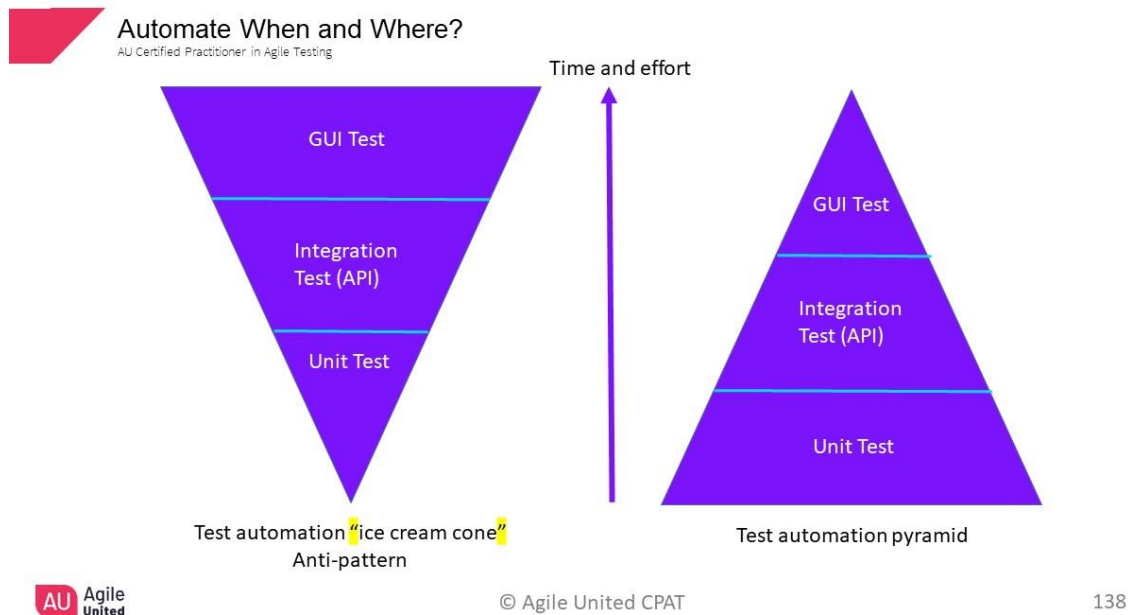 Automate When and Where?
AU Certified Practitioner in Agile Testing
Time and effort
GUI Test
Integration
Test (API)
Unit Test
GUI Test
Integration
Test (API)
Unit Test
Test automation “ice cream cone”
Anti-pattern
Test automation pyramid
AU Agile
United
© Agile United CPAT
138